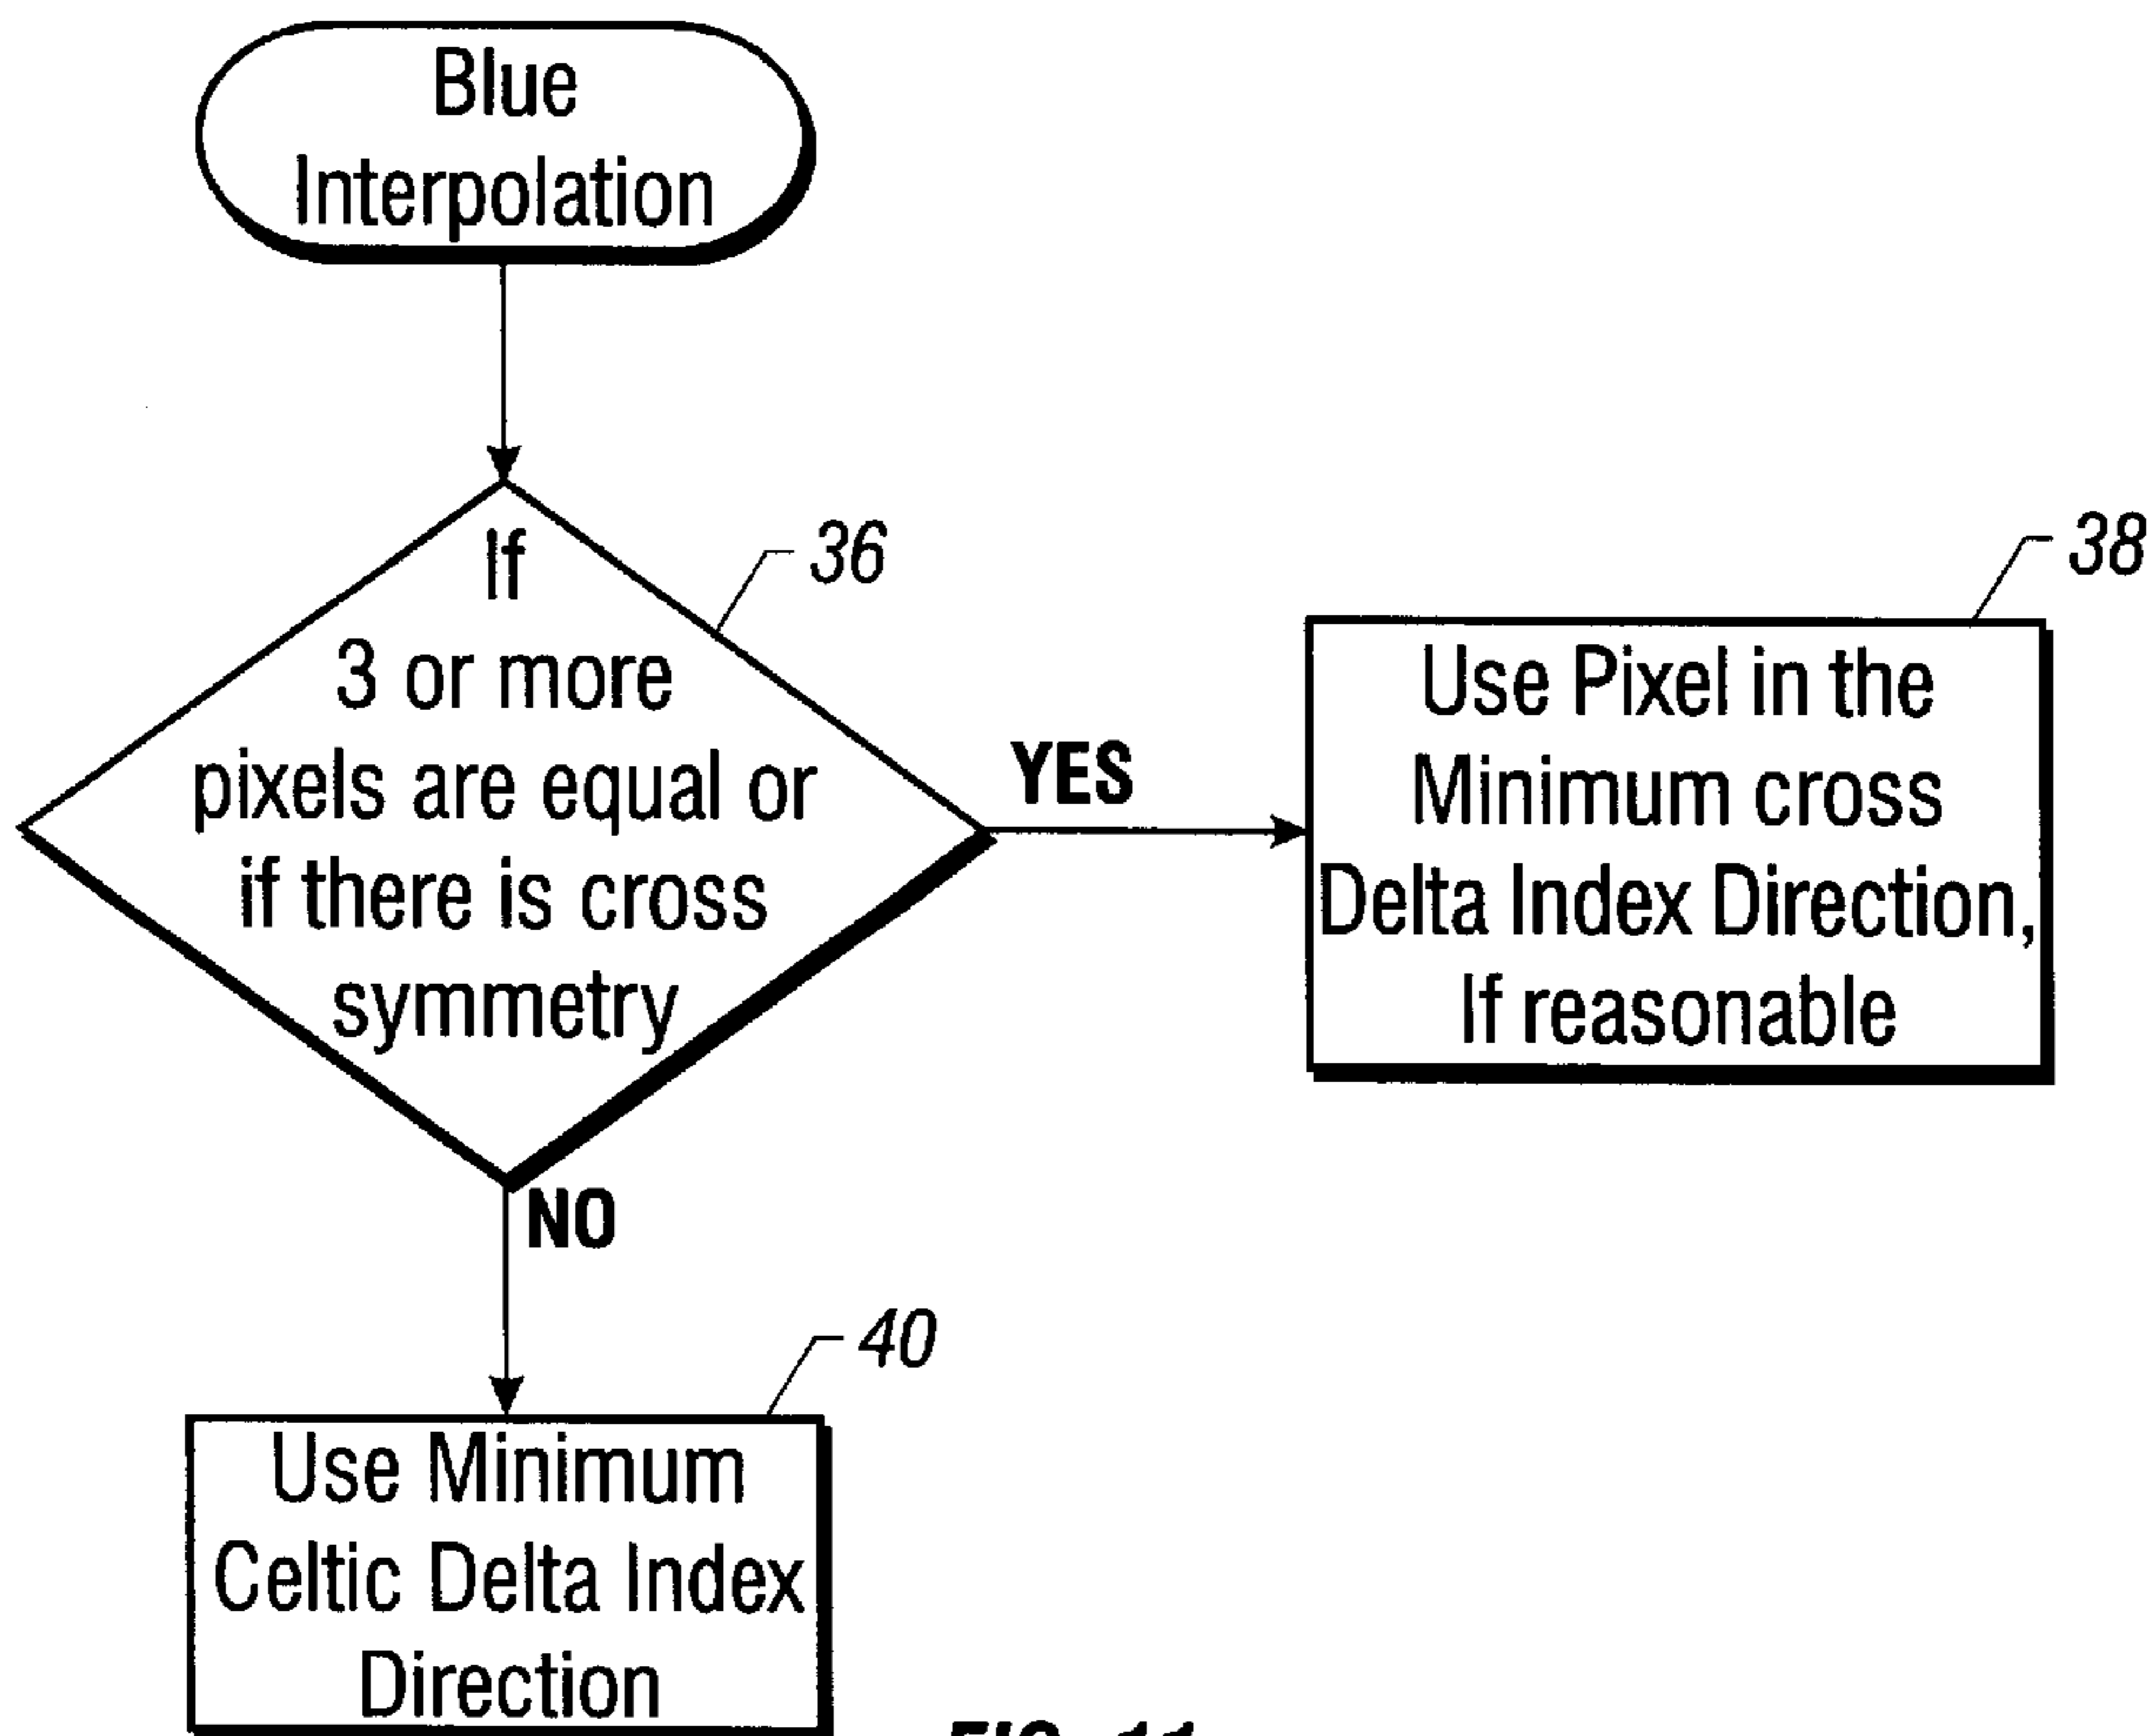 Blue
Interpolation
If
3 or more
pixels are equal or
if there is cross
symmetry
36
YES
38
Use Pixel in the
Minimum cross
Delta Index Direction,
If reasonable
NO
40
Use Minimum
Celtic Delta Index
Direction